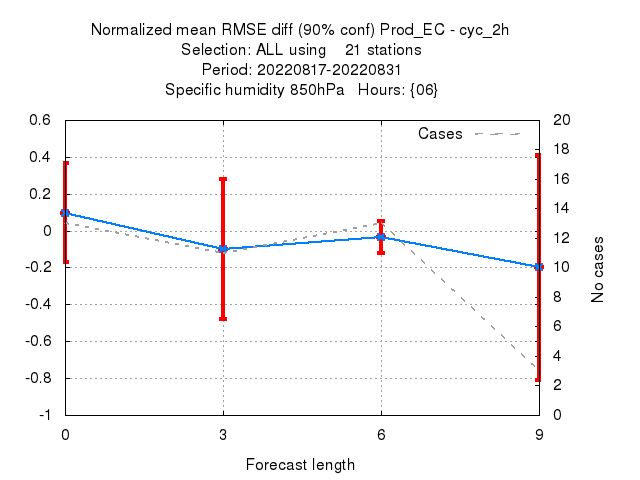 Normalized mean RMSE diff (90% conf) Prod_EC - cyc_2h
Selection: ALL using 21 stations
Period: 20220817-20220831
Specific humidity 850hPa Hours: {06}
Cases
0.6
0.4
0.2
0
-0.2
-0.4
-0.6
-0.8
-1
20
18
16
14
12
10
8
6
4
2
0
No cases
0 3 6 9
Forecast length